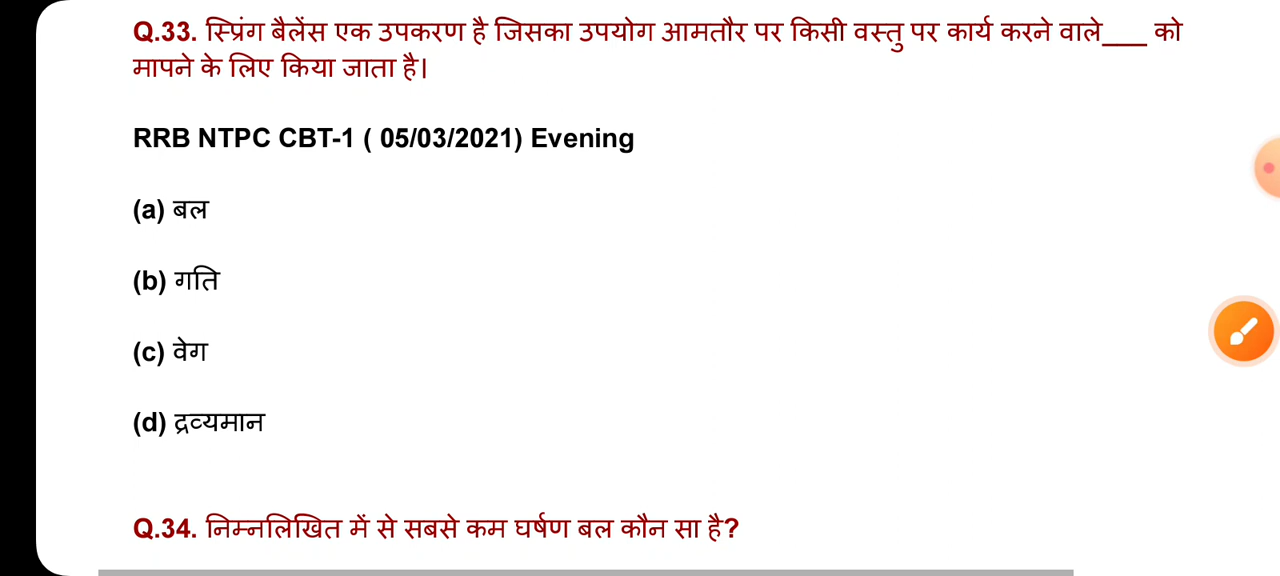 Q.33. स्प्रिंग बैलेंस एक उपकरण है जिसका उपयोग आमतौर पर किसी वस्तु पर कार्य करने वाले___ को
मापने के लिए किया जाता है।
RRB NTPC CBT-1 ( 05/03/2021) Evening
(a) बल
(b) गति
(c) वेग
(d) द्रव्यमान
Q.34. निम्नलिखित में से सबसे कम घर्षण बल कौन सा है?